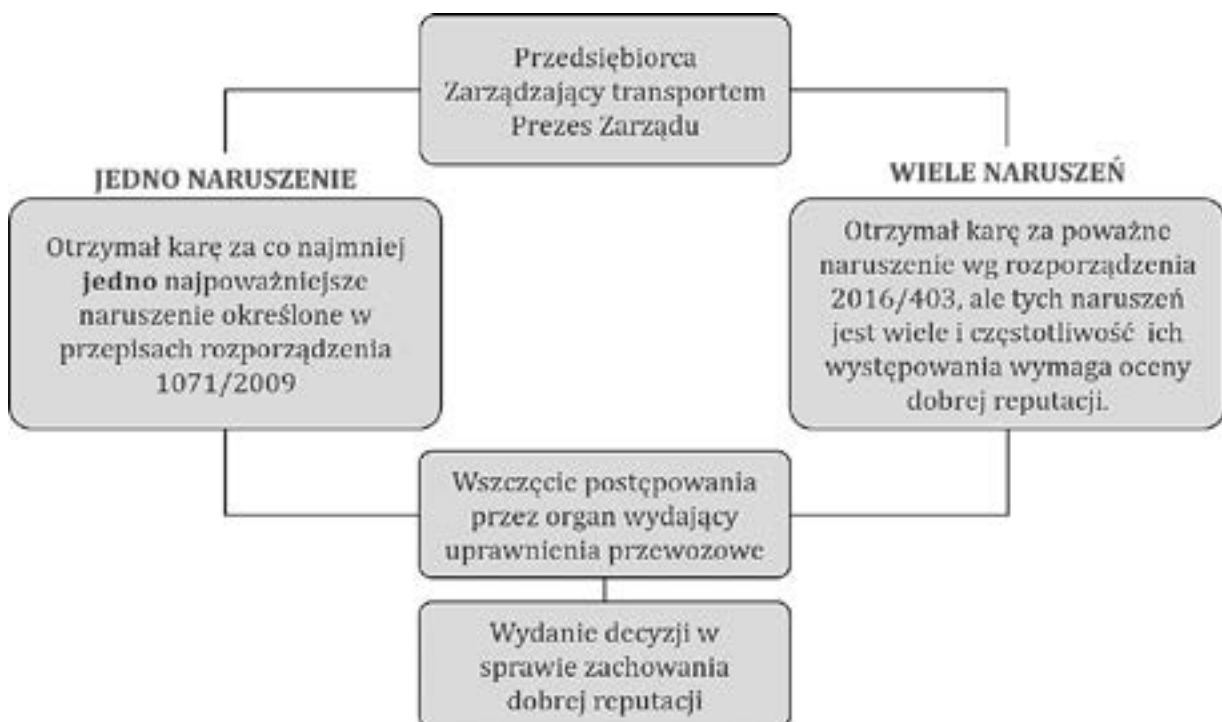 Przedsiębiorca
Zarządzający transportem
Prezes Zarządu
JEDNO NARUSZENIE
Otrzymał karę za co najmniej
jedno najpoważniejsze
naruszenie określone w
przepisach rozporządzenia
1071/2009
WIELE NARUSZEŃ
Otrzymał karę za poważne
naruszenie wg rozporządzenia
2016/403, ale tych naruszeń
jest wiele i częstotliwość ich
występowania wymaga oceny
dobrej reputacji.
Wszczęcie postępowania
przez organ wydający
uprawnienia przewozowe
Wydanie decyzji w
sprawie zachowania
dobrej reputacji